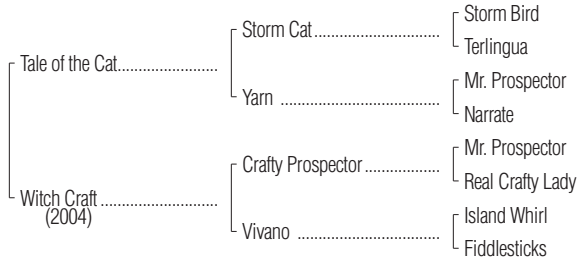 Storm Bird
Storm Cat
Terlingua
Tale of the Cat
Mr. Prospector
Yarn
Narrate
Mr. Prospector
Crafty Prospector
Real Crafty Lady
Witch Craft
(2004)
Island Whirl
Vivano
Fiddlesticks